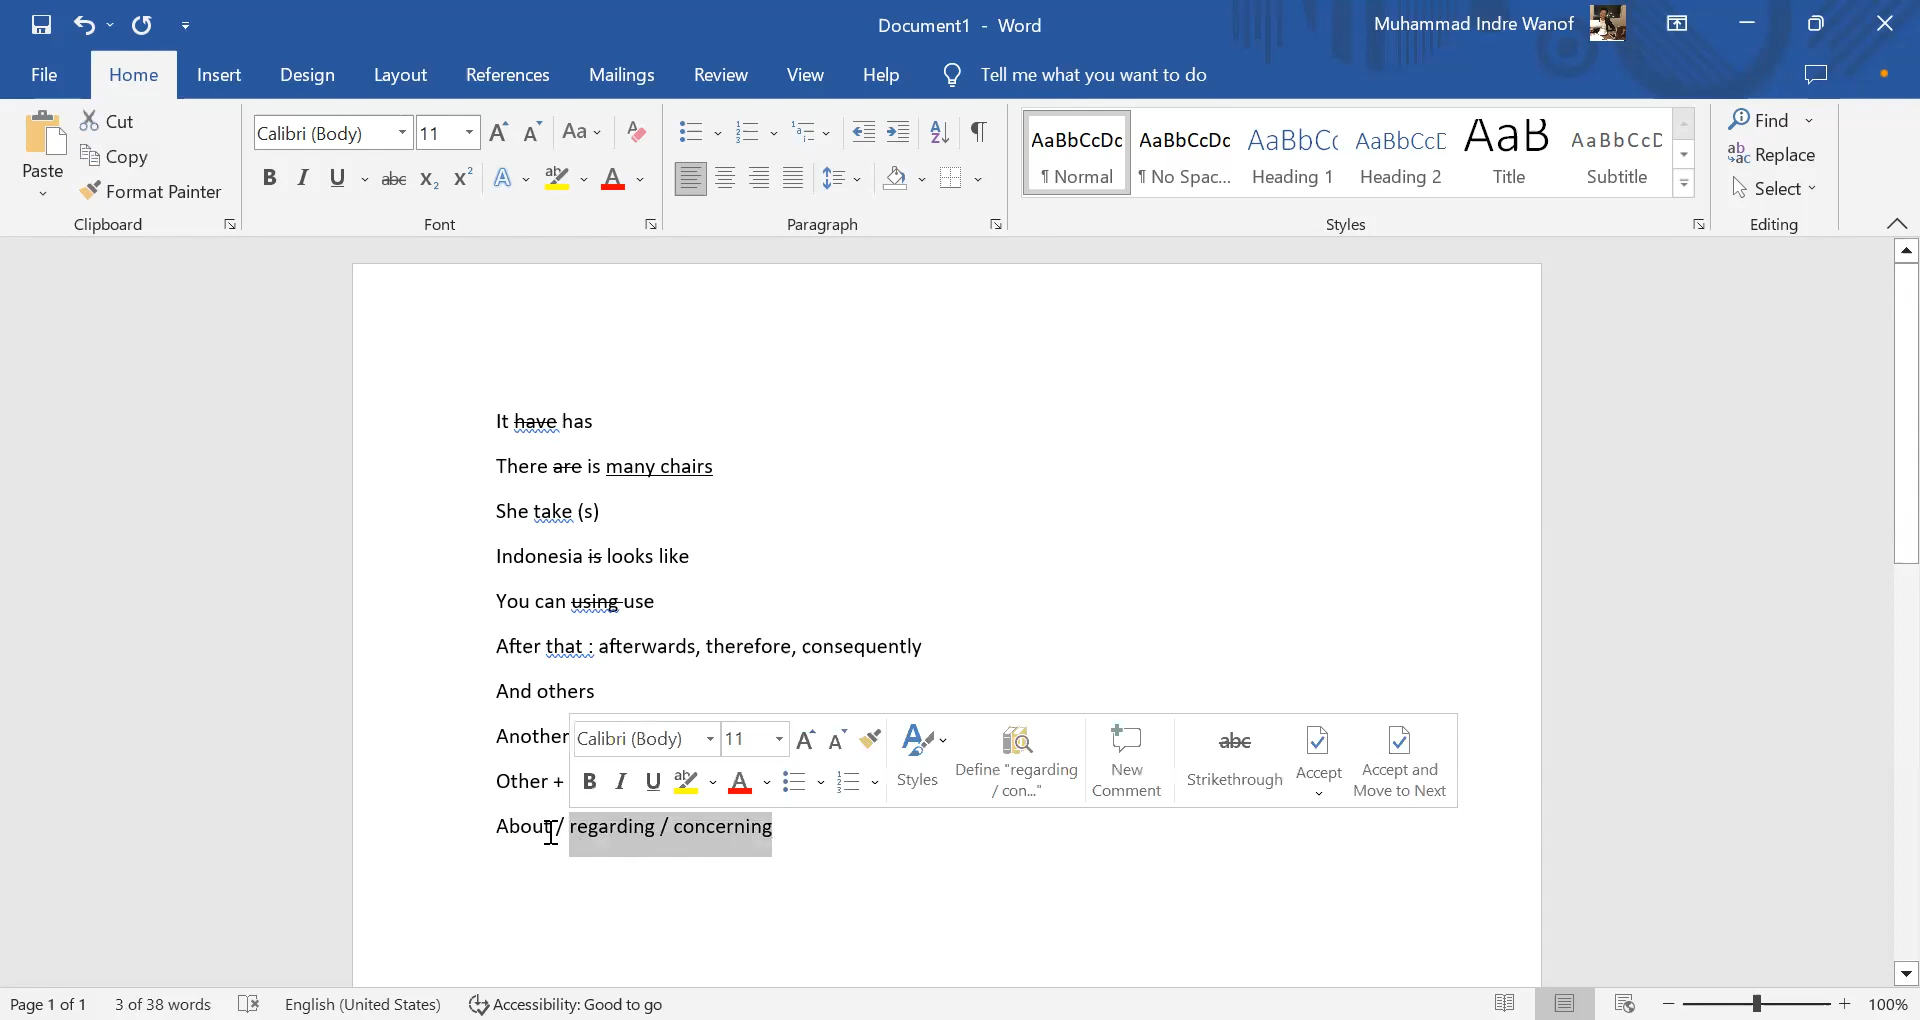 Document1 - Word
Muhammad Indre Wanof
File Home Insert Design Layout References Mailings Review View Help Tell me what you want to do
Paste
Cut
Copy
Format Painter
Clipboard
Calibri (Body) 11
Font
Paragraph
AaBbCcDc AaBbCcDc AaBbCc AaBbCcD AaB AaBbCcD
¶ Normal ¶ No Spac... Heading 1 Heading 2 Title Subtitle
Styles
Find
Replace
Select
Editing
It have has
There are is many chairs
She take (s)
Indonesia is looks like
You can using use
After that : afterwards, therefore, consequently
And others
Another
Other +
About / regarding / concerning
Calibri (Body) 11
Styles
Define "regarding
/ con..."
New
Comment
Strikethrough
Accept
Accept and
Move to Next
Page 1 of 1 3 of 38 words English (United States) Accessibility: Good to go 100%